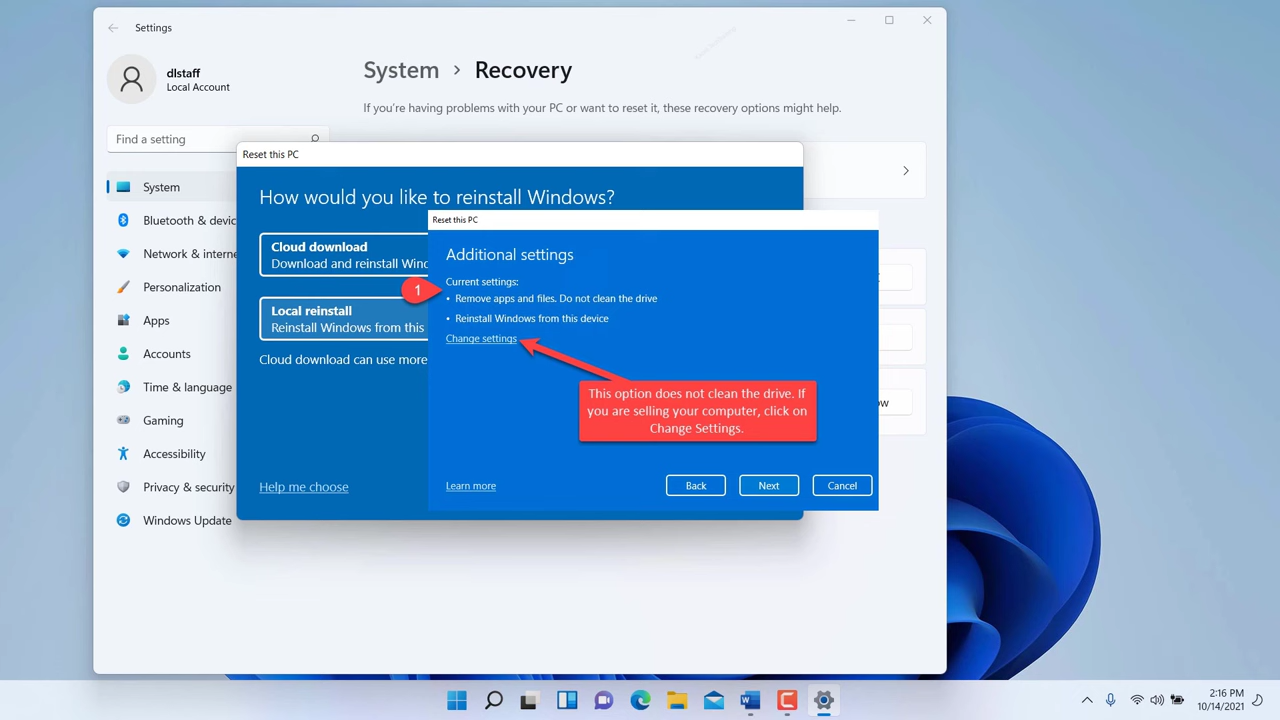 Settings
dlstaff
Local Account
Find a setting
System
Bluetooth & devic
Network & interne
Personalization
Apps
Accounts
Time & language
Gaming
Accessibility
Privacy & security
Windows Update
System > Recovery
If you're having problems with your PC or want to reset it, these recovery options might help.
Reset this PC
How would you like to reinstall Windows?
Cloud download
Download and reinstall Wind
Local reinstall
Reinstall Windows from this
Cloud download can use more
Help me choose
Reset this PC
Additional settings
Current settings:
1
• Remove apps and files. Do not clean the drive
• Reinstall Windows from this device
Change settings
This option does not clean the drive. If
you are selling your computer, click on
Change Settings.
Learn more
Back
Next
Cancel
ow
2:16 PM
10/14/2021